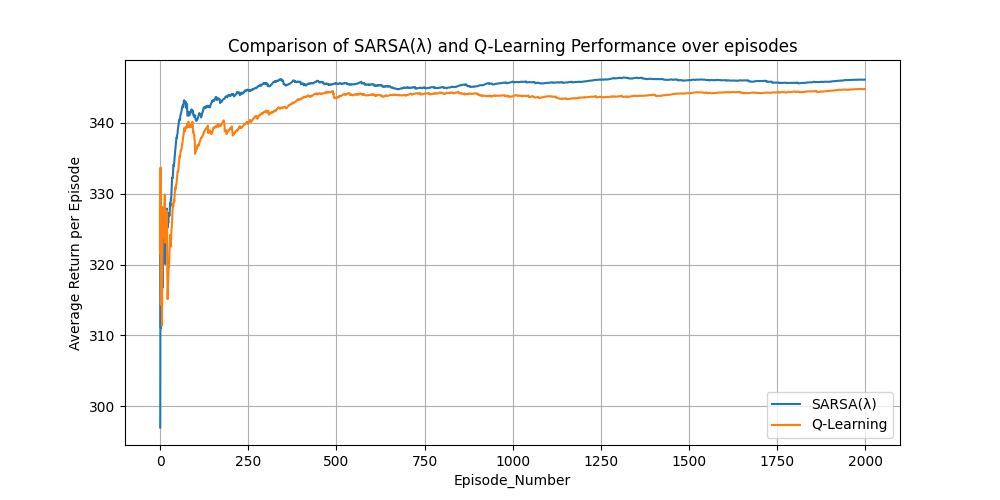 Comparison of SARSA(λ) and Q-Learning Performance over episodes
Average Return per Episode
340
330
320
310
300
0 250 500 750 1000 1250 1500 1750 2000
Episode_Number
SARSA(λ)
Q-Learning